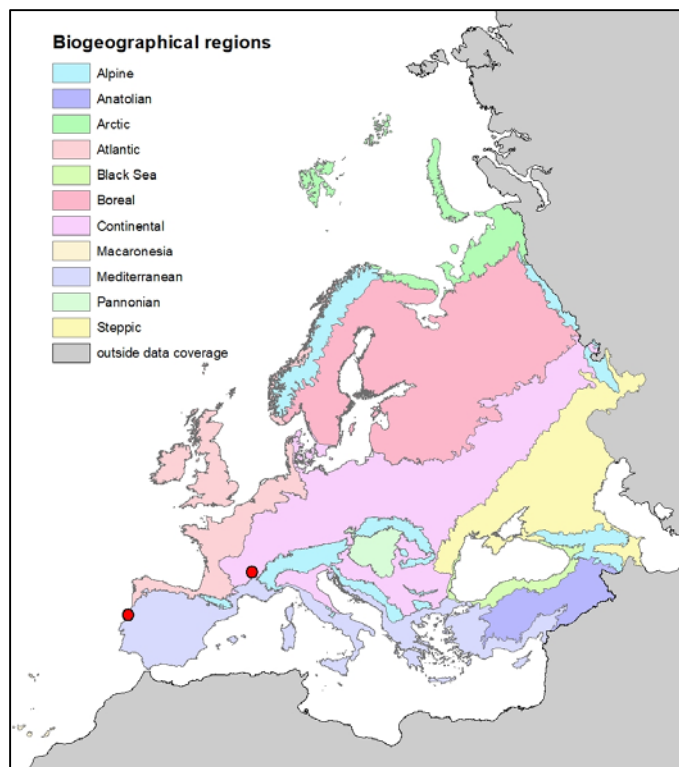 Biogeographical regions
Alpine
Anatolian
Arctic
Atlantic
Black Sea
Boreal
Continental
Macaronesia
Mediterranean
Pannonian
Steppic
outside data coverage